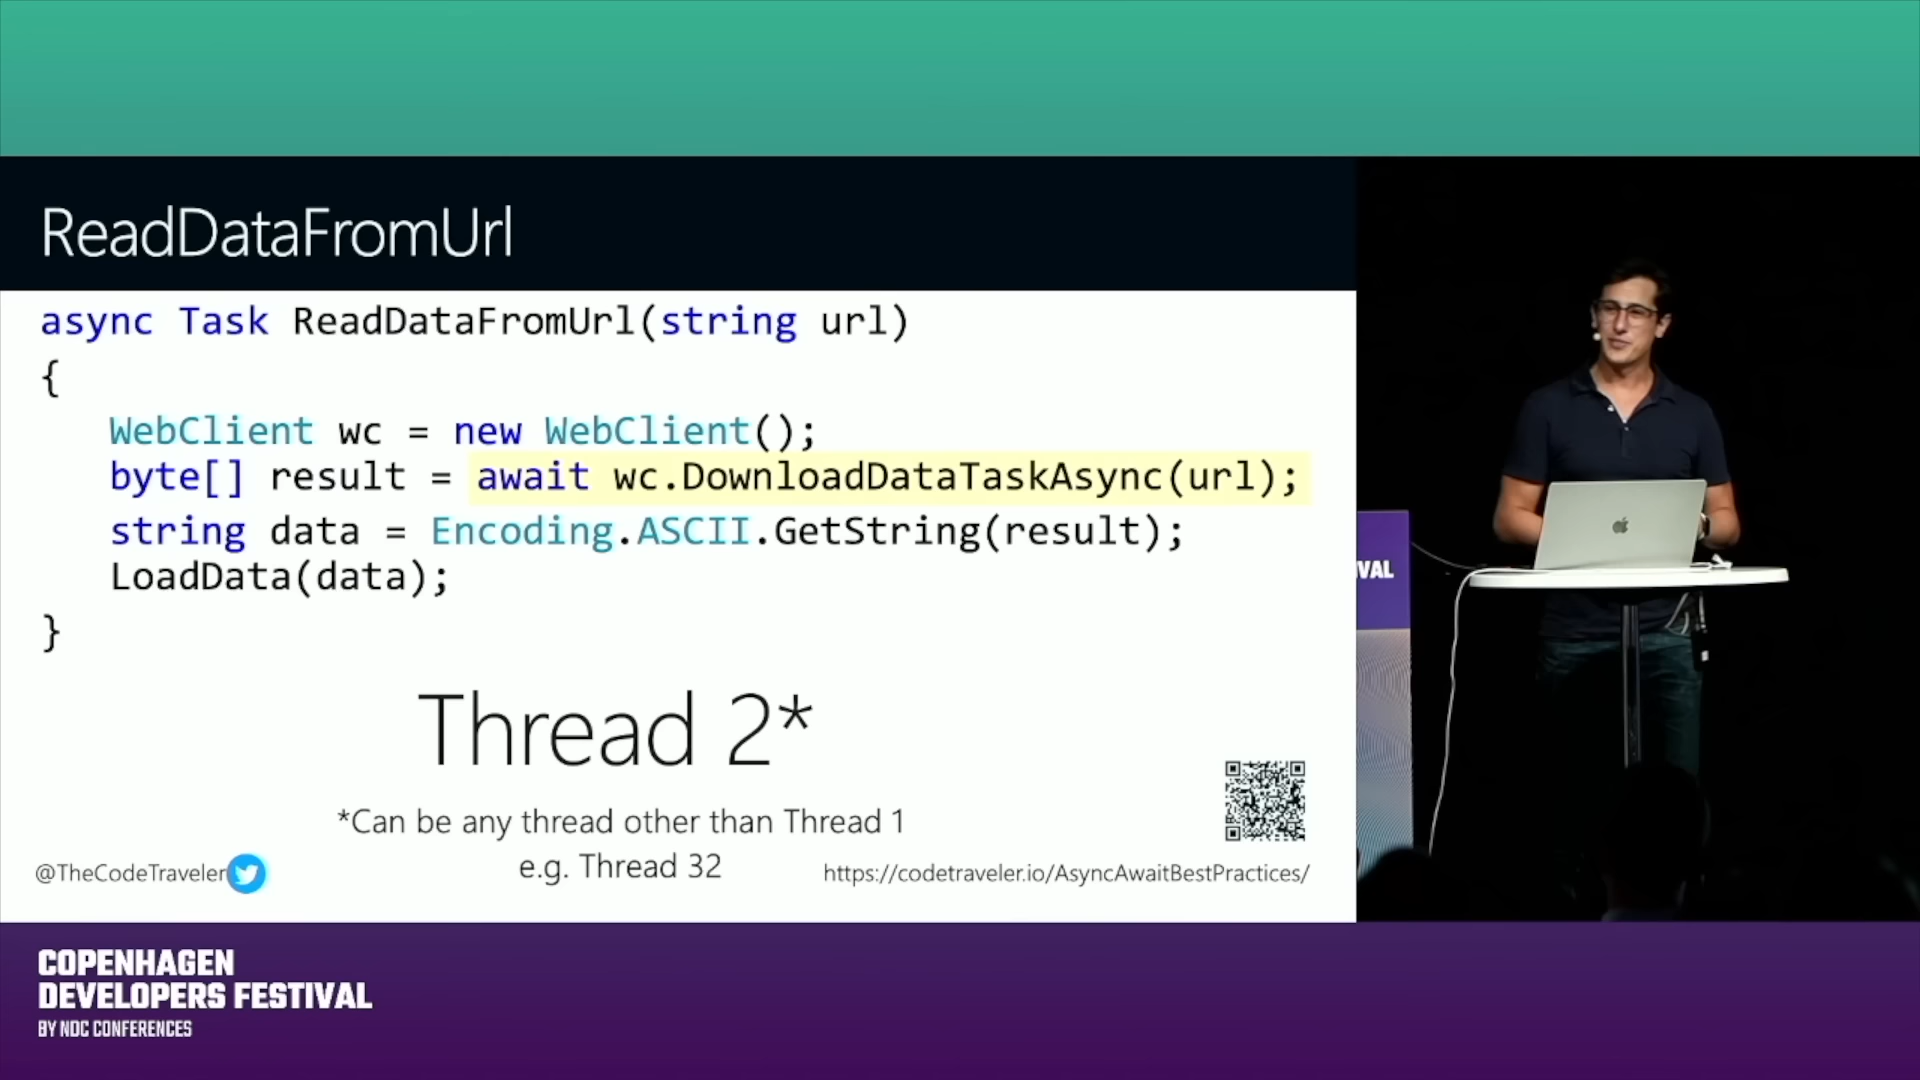 ReadDataFromUrl
async Task ReadDataFromUrl(string url)
{
WebClient wc = new WebClient();
byte[] result = await wc.DownloadDataTaskAsync(url);
string data = Encoding.ASCII.GetString(result);
LoadData(data);
}
Thread 2*
*Can be any thread other than Thread 1
e.g. Thread 32
@TheCodeTraveler
https://codetraveler.io/AsyncAwaitBestPractices/
VAL
COPENHAGEN
DEVELOPERS FESTIVAL
BY NDC CONFERENCES